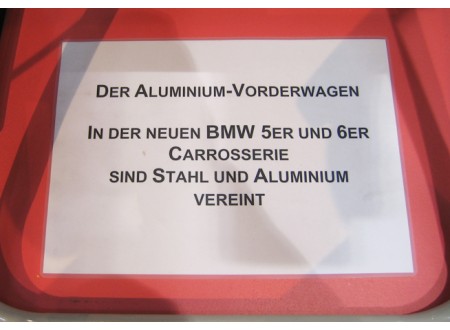 DER ALUMINIUM-VORDERWAGEN
IN DER NEUEN BMW 5ER UND 6ER
CARROSSERIE
SIND STAHL UND ALUMINIUM
VEREINT